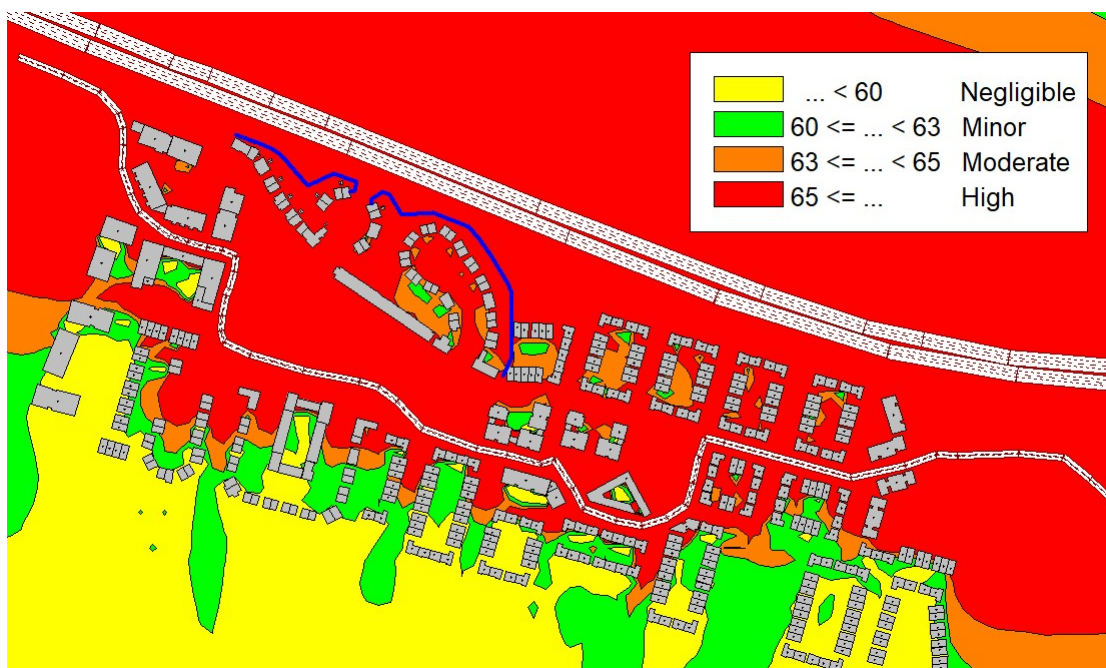 ... < 60 Negligible
60 <= ... < 63 Minor
63 <= ... < 65 Moderate
65 <= ... High